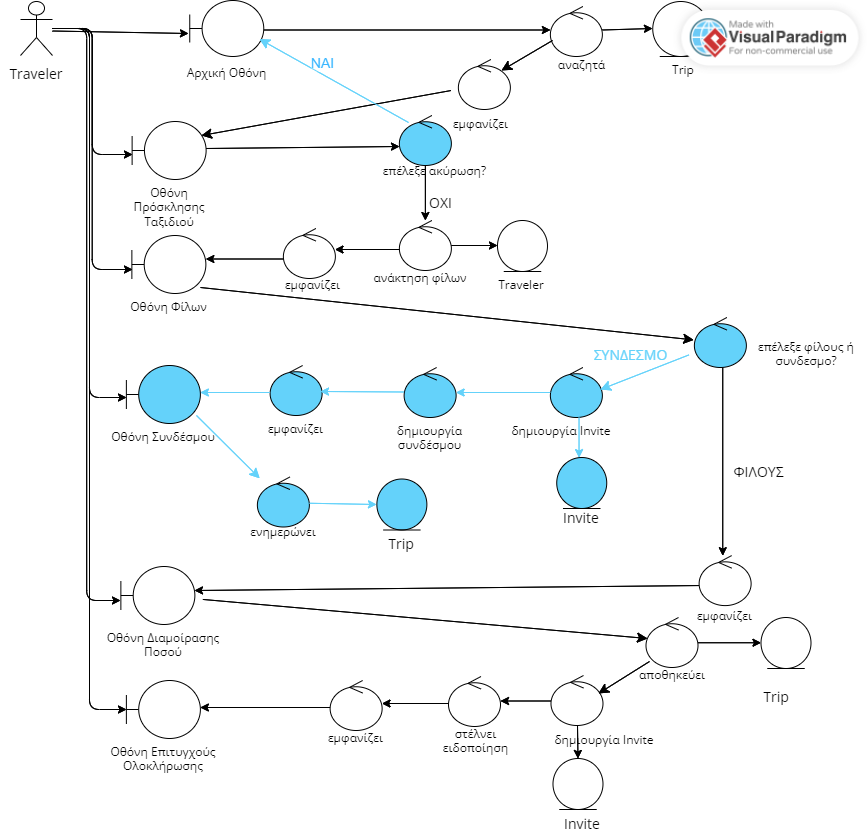 Made with
VisualParadigm
For non-commercial use
Traveler
Αρχική Οθόνη
ΝΑΙ
αναζητά
Trip
εμφανίζει
επέλεξε ακύρωση?
Οθόνη
Πρόσκλησης
Ταξιδιού
ΟΧΙ
ανάκτηση φίλων
εμφανίζει
Traveler
Οθόνη Φίλων
επέλεξε φίλους ή
συνδεσμο?
ΣΥΝΔΕΣΜΟ
Οθόνη Συνδέσμου
εμφανίζει
δημιουργία
συνδέσμου
δημιουργία Invite
ΦΙΛΟΥΣ
Invite
ενημερώνει
Trip
εμφανίζει
Οθόνη Διαμοίρασης
Ποσού
αποθηκεύει
Trip
Οθόνη Επιτυχούς
Ολοκλήρωσης
εμφανίζει
στέλνει
ειδοποίηση
δημιουργία Invite
Invite